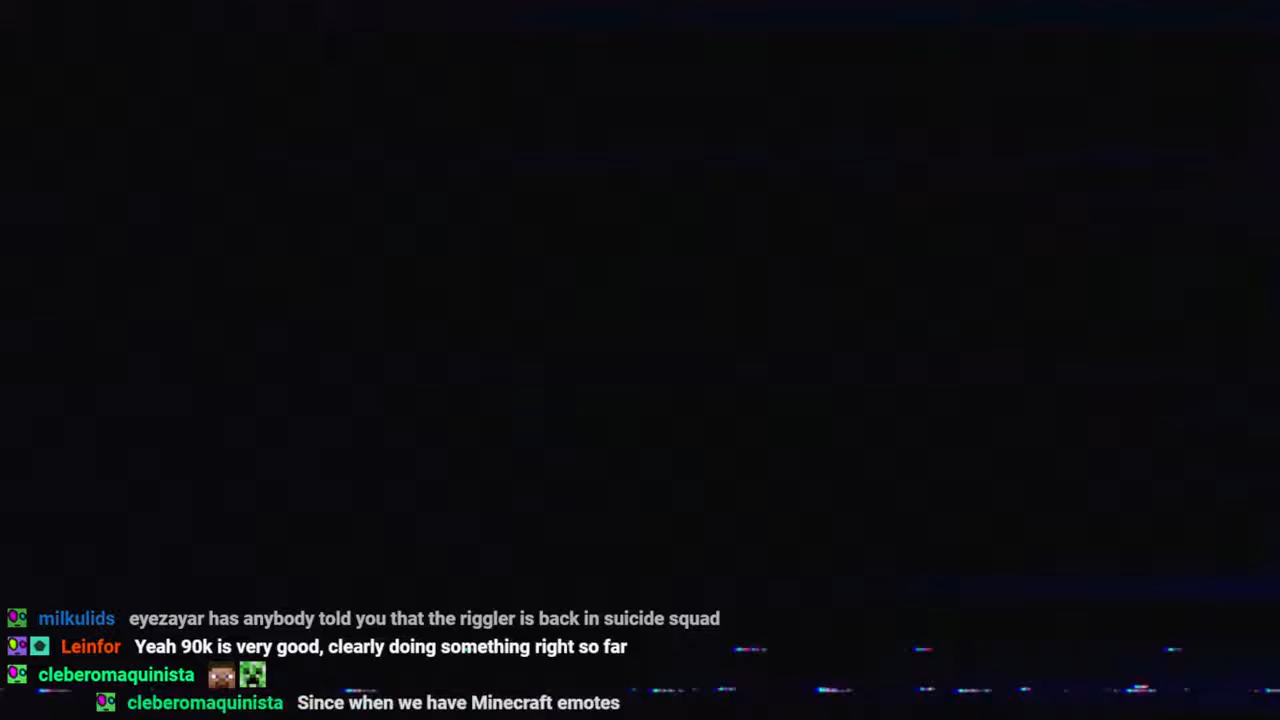 milkulids eyezayar has anybody told you that the riggler is back in suicide squad
Leinfor Yeah 90k is very good, clearly doing something right so far
cleberomaquinista
cleberomaquinista Since when we have Minecraft emotes